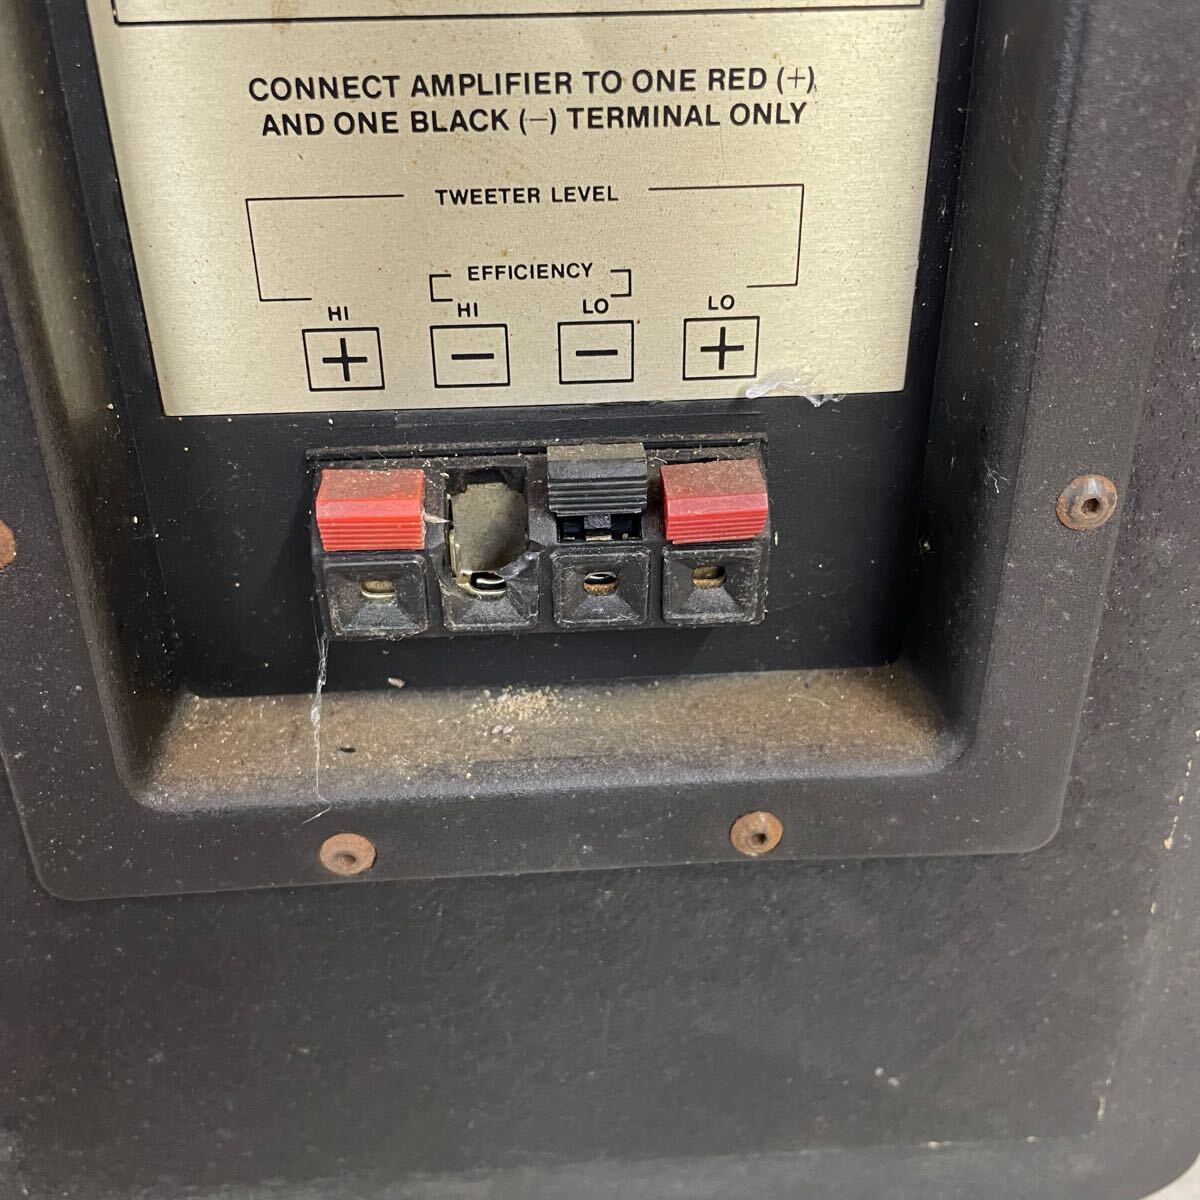 CONNECT AMPLIFIER TO ONE RED (+)
AND ONE BLACK (−) TERMINAL ONLY
TWEETER LEVEL
EFFICIENCY
HI HI LO LO
+ − − +